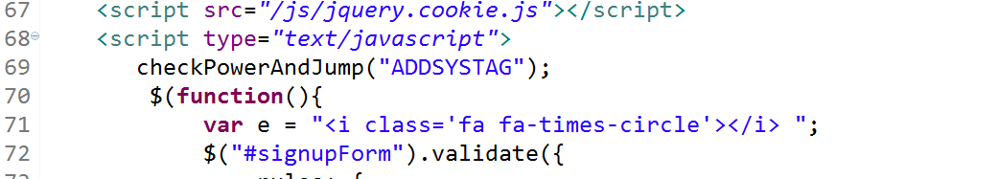 67 <script src="/js/jquery.cookie.js"></script>
68 <script type="text/javascript">
69 checkPowerAndJump("ADDSYSTAG");
70 $(function(){
71 var e = "<i class='fa fa-times-circle'></i> ";
72 $("#signupForm").validate({